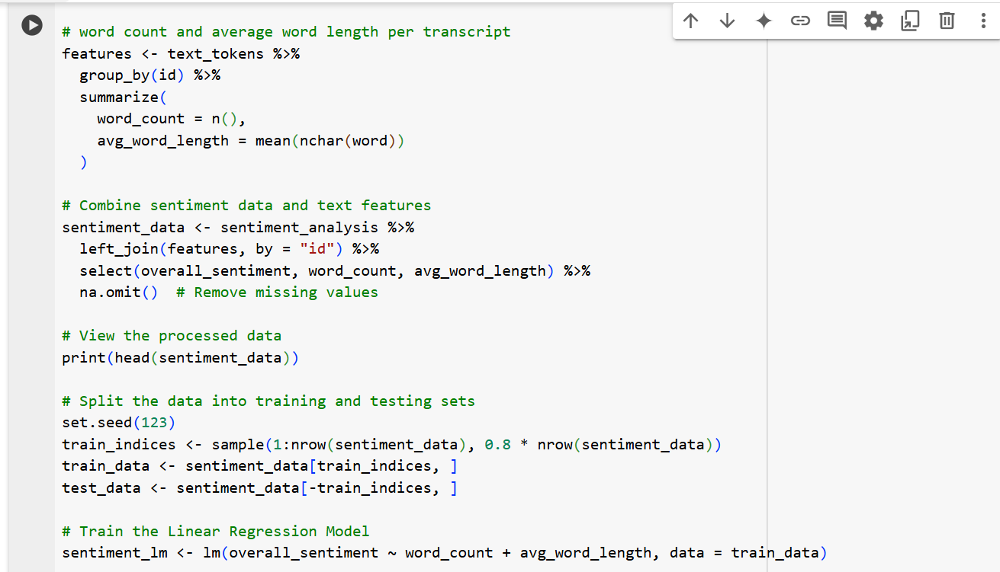 # word count and average word length per transcript
features <- text_tokens %>%
  group_by(id) %>%
  summarize(
    word_count = n(),
    avg_word_length = mean(nchar(word))
  )

# Combine sentiment data and text features
sentiment_data <- sentiment_analysis %>%
  left_join(features, by = "id") %>%
  select(overall_sentiment, word_count, avg_word_length) %>%
  na.omit()  # Remove missing values

# View the processed data
print(head(sentiment_data))

# Split the data into training and testing sets
set.seed(123)
train_indices <- sample(1:nrow(sentiment_data), 0.8 * nrow(sentiment_data))
train_data <- sentiment_data[train_indices, ]
test_data <- sentiment_data[-train_indices, ]

# Train the Linear Regression Model
sentiment_lm <- lm(overall_sentiment ~ word_count + avg_word_length, data = train_data)